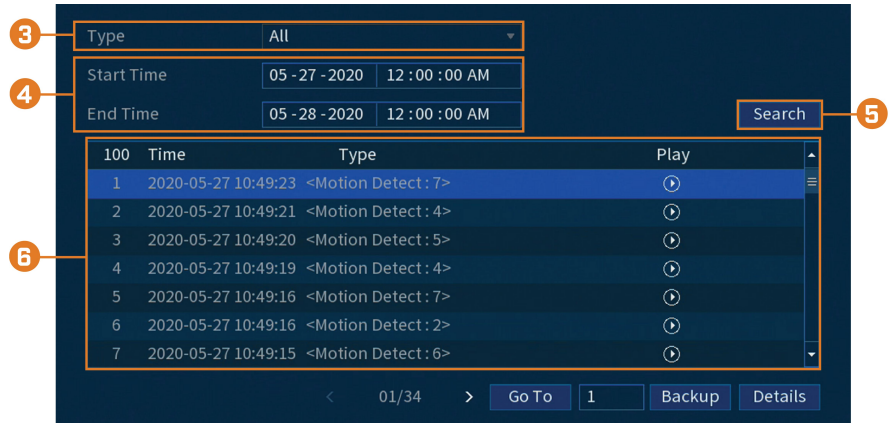 3 Type All
4 Start Time 05 - 27 - 2020 12 : 00 : 00 AM
End Time 05 - 28 - 2020 12 : 00 : 00 AM
Search 5
6
100 Time Type Play
1 2020-05-27 10:49:23 <Motion Detect : 7>
2 2020-05-27 10:49:21 <Motion Detect : 4>
3 2020-05-27 10:49:20 <Motion Detect : 5>
4 2020-05-27 10:49:19 <Motion Detect : 4>
5 2020-05-27 10:49:16 <Motion Detect : 7>
6 2020-05-27 10:49:16 <Motion Detect : 2>
7 2020-05-27 10:49:15 <Motion Detect : 6>
< 01/34 > Go To 1 Backup Details